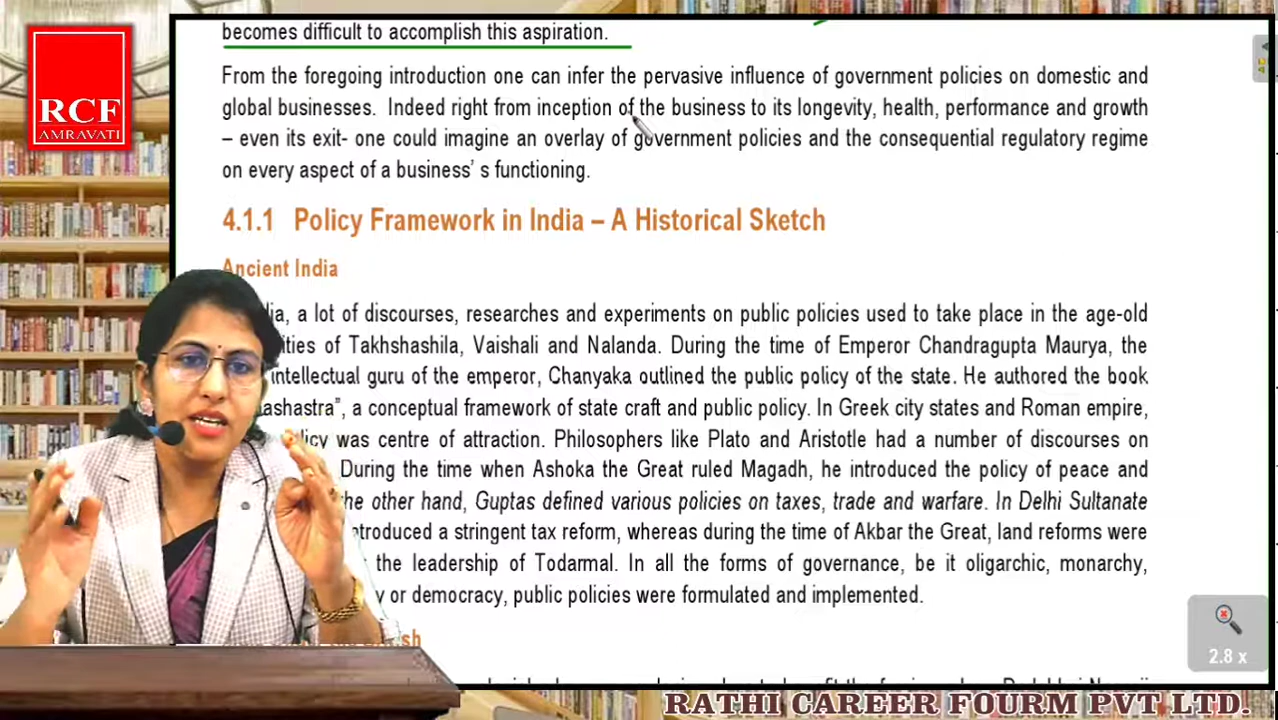 becomes difficult to accomplish this aspiration.
From the foregoing introduction one can infer the pervasive influence of government policies on domestic and
global businesses. Indeed right from inception of the business to its longevity, health, performance and growth
– even its exit- one could imagine an overlay of government policies and the consequential regulatory regime
on every aspect of a business' s functioning.
RCF
AMRAVATI
4.1.1 Policy Framework in India – A Historical Sketch
Ancient India
a lot of discourses, researches and experiments on public policies used to take place in the age-old
of Takhshashila, Vaishali and Nalanda. During the time of Emperor Chandragupta Maurya, the
intellectual guru of the emperor, Chanyaka outlined the public policy of the state. He authored the book
ashastra”, a conceptual framework of state craft and public policy. In Greek city states and Roman empire,
was centre of attraction. Philosophers like Plato and Aristotle had a number of discourses on
During the time when Ashoka the Great ruled Magadh, he introduced the policy of peace and
the other hand, Guptas defined various policies on taxes, trade and warfare. In Delhi Sultanate
introduced a stringent tax reform, whereas during the time of Akbar the Great, land reforms were
the leadership of Todarmal. In all the forms of governance, be it oligarchic, monarchy,
or democracy, public policies were formulated and implemented.
2.8 x
RATHI CAREER FOURM PVT LTD.